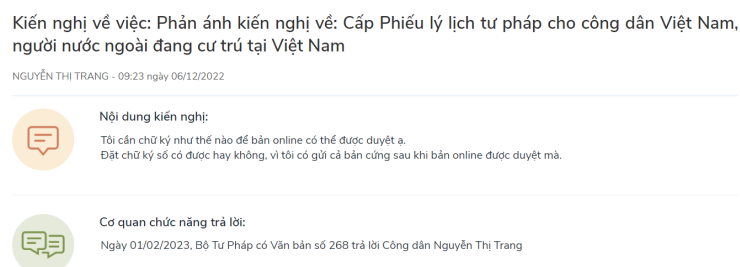 Kiến nghị về việc: Phản ánh kiến nghị về: Cấp Phiếu lý lịch tư pháp cho công dân Việt Nam,
người nước ngoài đang cư trú tại Việt Nam
NGUYỄN THỊ TRANG - 09:23 ngày 06/12/2022
Nội dung kiến nghị:
Tôi cần chữ ký như thế nào để bản online có thể được duyệt ạ.
Đặt chữ ký số có được hay không, vì tôi có gửi cả bản cứng sau khi bản online được duyệt mà.
Cơ quan chức năng trả lời:
Ngày 01/02/2023, Bộ Tư Pháp có Văn bản số 268 trả lời Công dân Nguyễn Thị Trang